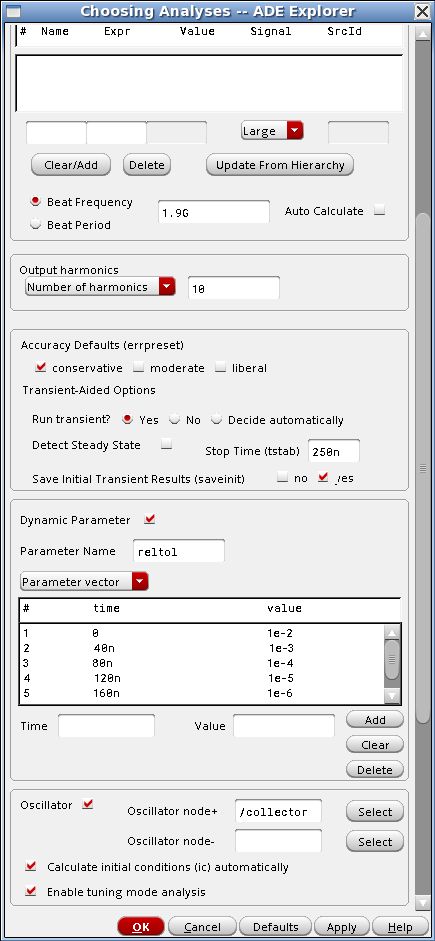 Choosing Analyses -- ADE Explorer
# Name Expr Value Signal SrcId
Large
Clear/Add Delete Update From Hierarchy
Beat Frequency
1.9G Auto Calculate
Beat Period
Output harmonics
Number of harmonics 10
Accuracy Defaults (errpreset)
conservative moderate liberal
Transient-Aided Options
Run transient? Yes No Decide automatically
Detect Steady State Stop Time (tstab) 250n
Save Initial Transient Results (saveinit) no yes
Dynamic Parameter
Parameter Name reltol
Parameter vector
# time value
1 0 1e-2
2 40n 1e-3
3 80n 1e-4
4 120n 1e-5
5 160n 1e-6
Time Value Add
Clear
Delete
Oscillator Oscillator node+ /collector Select
Oscillator node- Select
Calculate initial conditions (ic) automatically
Enable tuning mode analysis
OK Cancel Defaults Apply Help